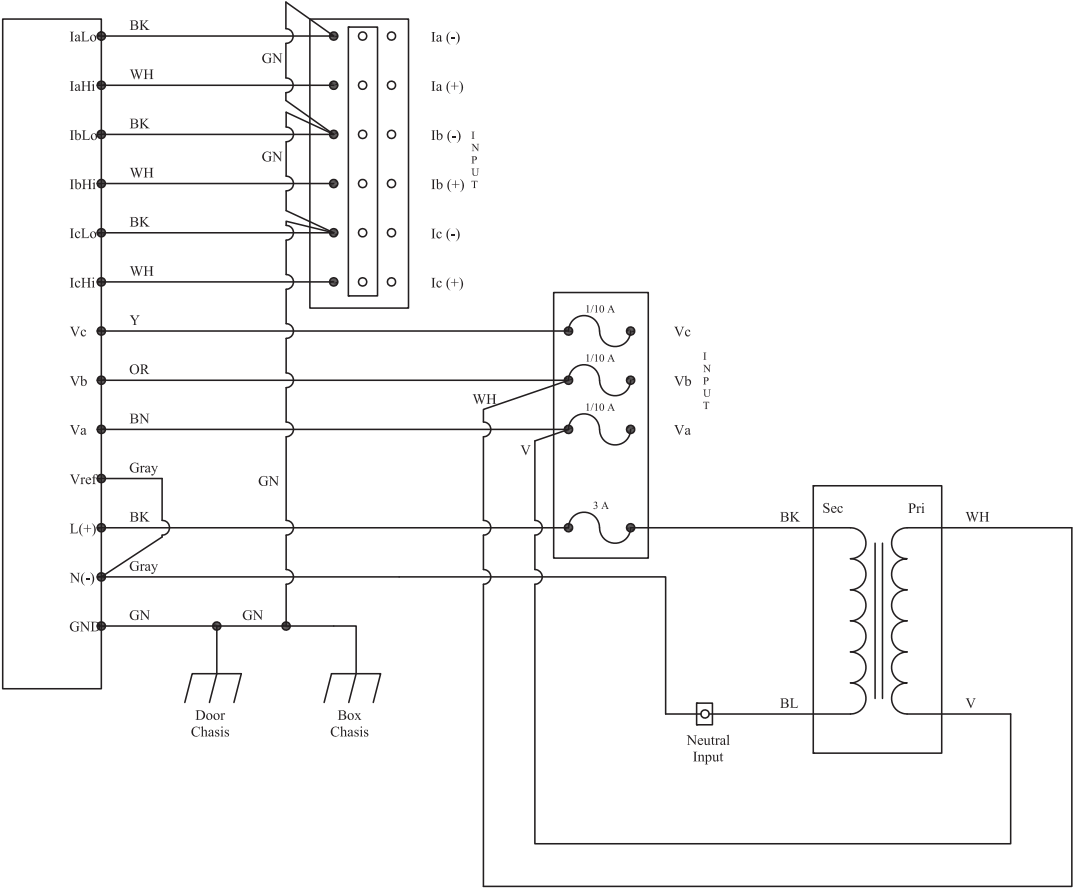 IaLo BK Ia (-)
GN
IaHi WH Ia (+)
IbLo BK Ib (-)
INPUT
GN
IbHi WH Ib (+)
IcLo BK Ic (-)
IcHi WH Ic (+)
Vc Y 1/10 A Vc
INPUT
Vb OR 1/10 A Vb
WH
Va BN 1/10 A Va
V
Vref Gray
GN
L(+) BK 3 A BK Sec Pri WH
N(-) Gray
GND GN GN
BL V
Door
Chasis
Box
Chasis
Neutral
Input